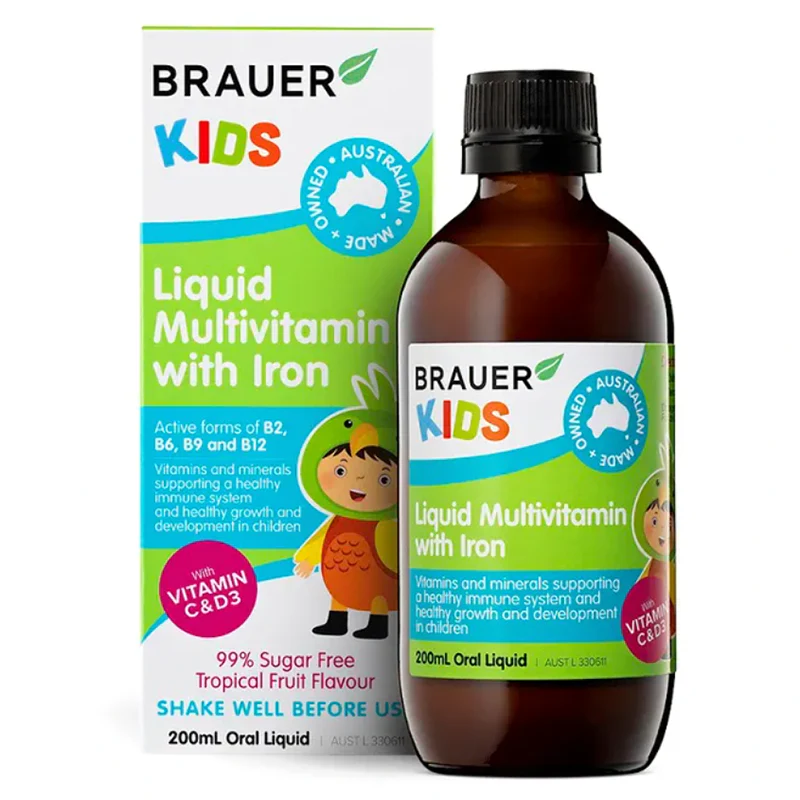 BRAUER
KIDS
AUSTRALIAN • MADE + OWNED •
Liquid
Multivitamin
with Iron
Active forms of B2,
B6, B9 and B12
Vitamins and minerals
supporting a healthy
immune system
and healthy growth and
development in children
With
VITAMIN
C&D3
99% Sugar Free
Tropical Fruit Flavour
SHAKE WELL BEFORE US
200mL Oral Liquid | AUST L 330611
BRAUER
KIDS
AUSTRALIAN • MADE + OWNED •
Liquid Multivitamin
with Iron
Vitamins and minerals supporting
a healthy immune system and
healthy growth and development
in children
With
VITAMIN
C&D3
200mL Oral Liquid | AUST L 330611